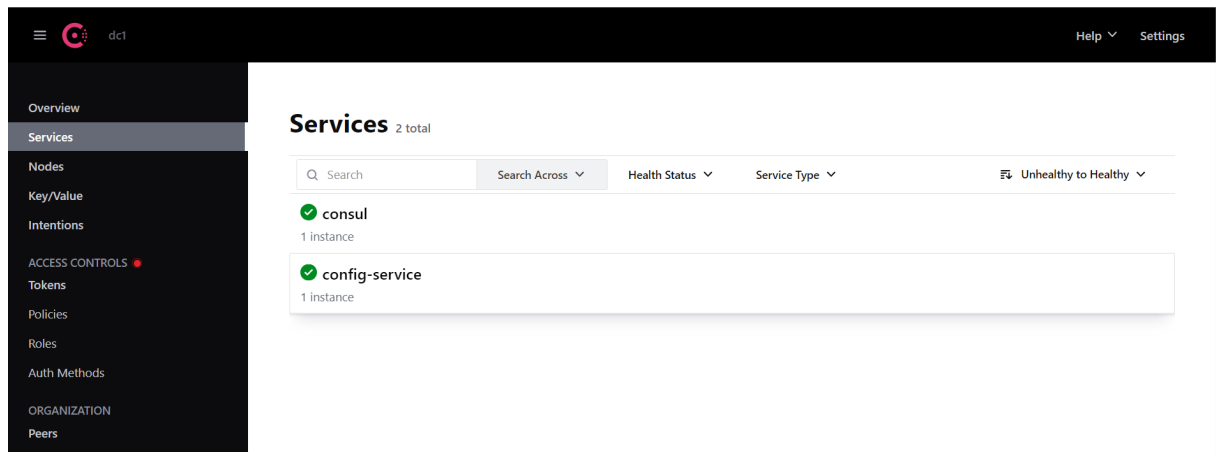 dc1
Help
Settings
Overview
Services
Nodes
Key/Value
Intentions
ACCESS CONTROLS
Tokens
Policies
Roles
Auth Methods
ORGANIZATION
Peers
Services 2 total
Search
Search Across
Health Status
Service Type
Unhealthy to Healthy
consul
1 instance
config-service
1 instance